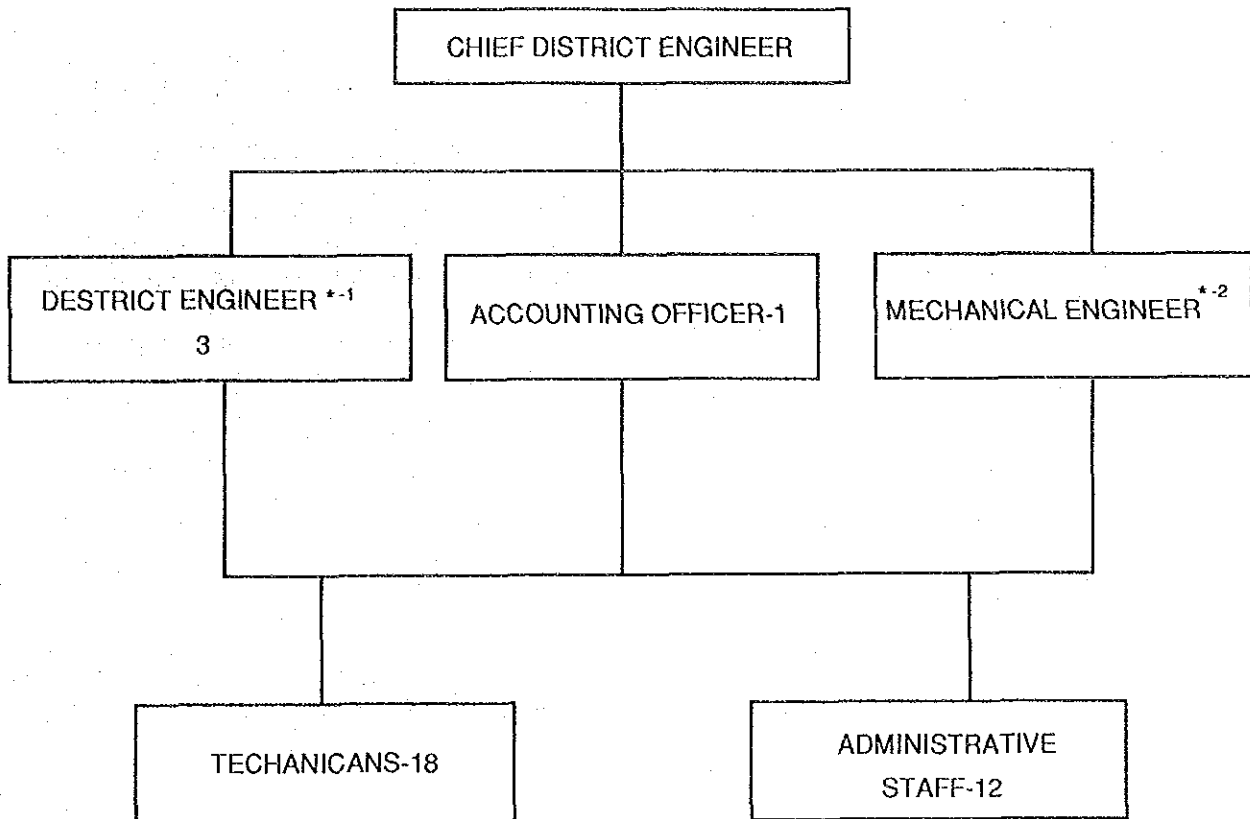 CHIEF DISTRICT ENGINEER
DESTRICT ENGINEER *-1
3
ACCOUNTING OFFICER-1
MECHANICAL ENGINEER *-2
TECHANICANS-18
ADMINISTRATIVE
STAFF-12